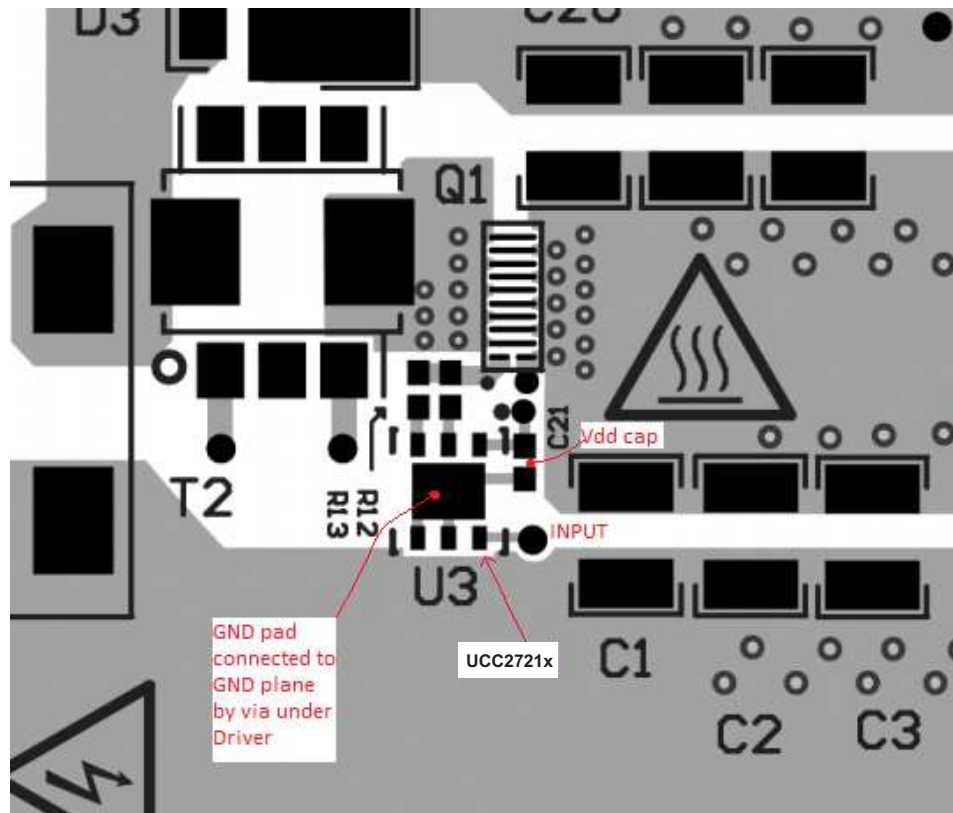 D3
C20
Q1
C21
Vdd cap
T2
R13
R12
INPUT
U3
GND pad
connected to
GND plane
by via under
Driver
UCC2721x
C1
C2
C3